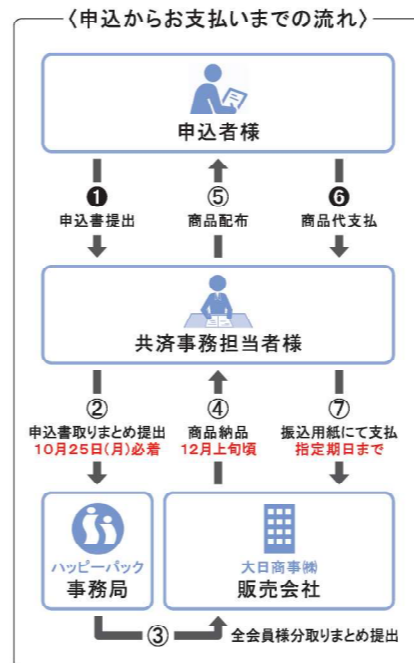 〈申込からお支払いまでの流れ〉
申込者様
❶ ⑤ ❻
申込書提出 商品配布 商品代支払
共済事務担当者様
② ④ ⑦
申込書取りまとめ提出 商品納品 振込用紙にて支払
10月25日(月)必着 12月上旬頃 指定期日まで
ハッピーパック 大日商事㈱
事務局 販売会社
③ 全会員様分取りまとめ提出